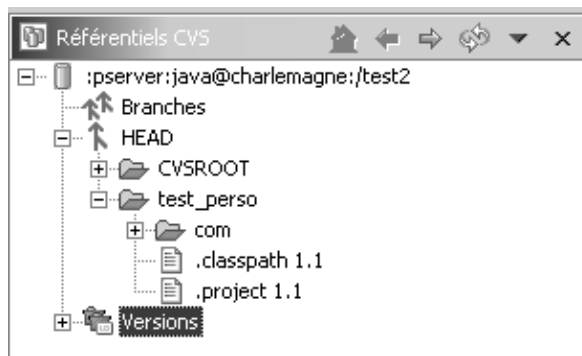 Référentiels CVS
:pserver:java@charlemagne:/test2
Branches
HEAD
CVSROOT
test_perso
com
.classpath 1.1
.project 1.1
Versions